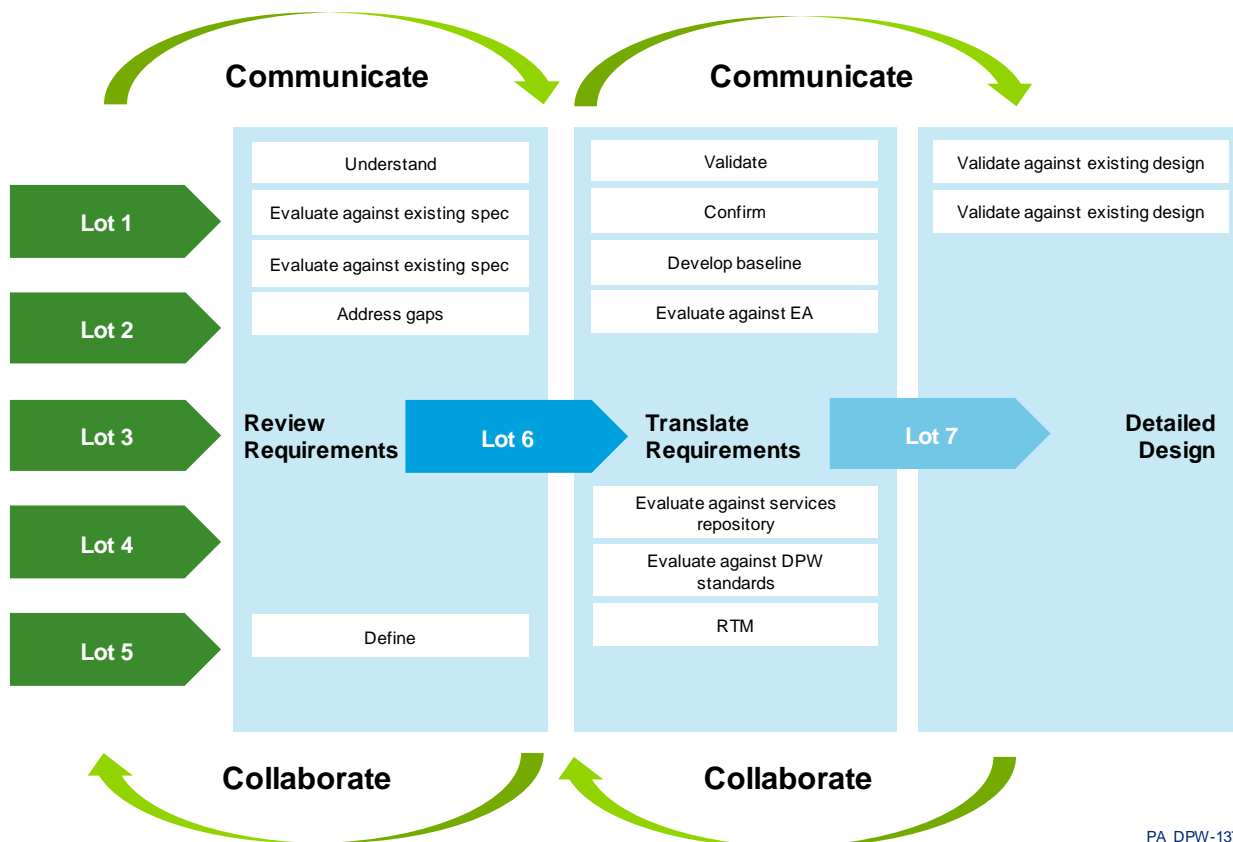 Communicate
Communicate
Understand
Evaluate against existing spec
Evaluate against existing spec
Address gaps
Validate
Confirm
Develop baseline
Evaluate against EA
Validate against existing design
Validate against existing design
Lot 1
Lot 2
Lot 3
Lot 4
Lot 5
Review
Requirements
Lot 6
Translate
Requirements
Lot 7
Detailed
Design
Define
Evaluate against services
repository
Evaluate against DPW
standards
RTM
Collaborate
Collaborate